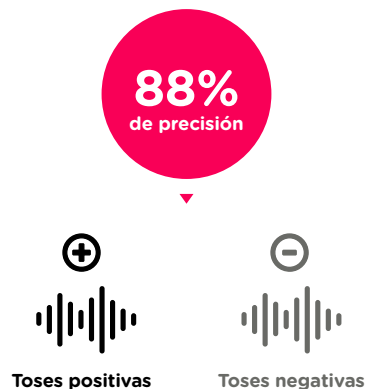 88%
de precisión
Toses positivas
Toses negativas